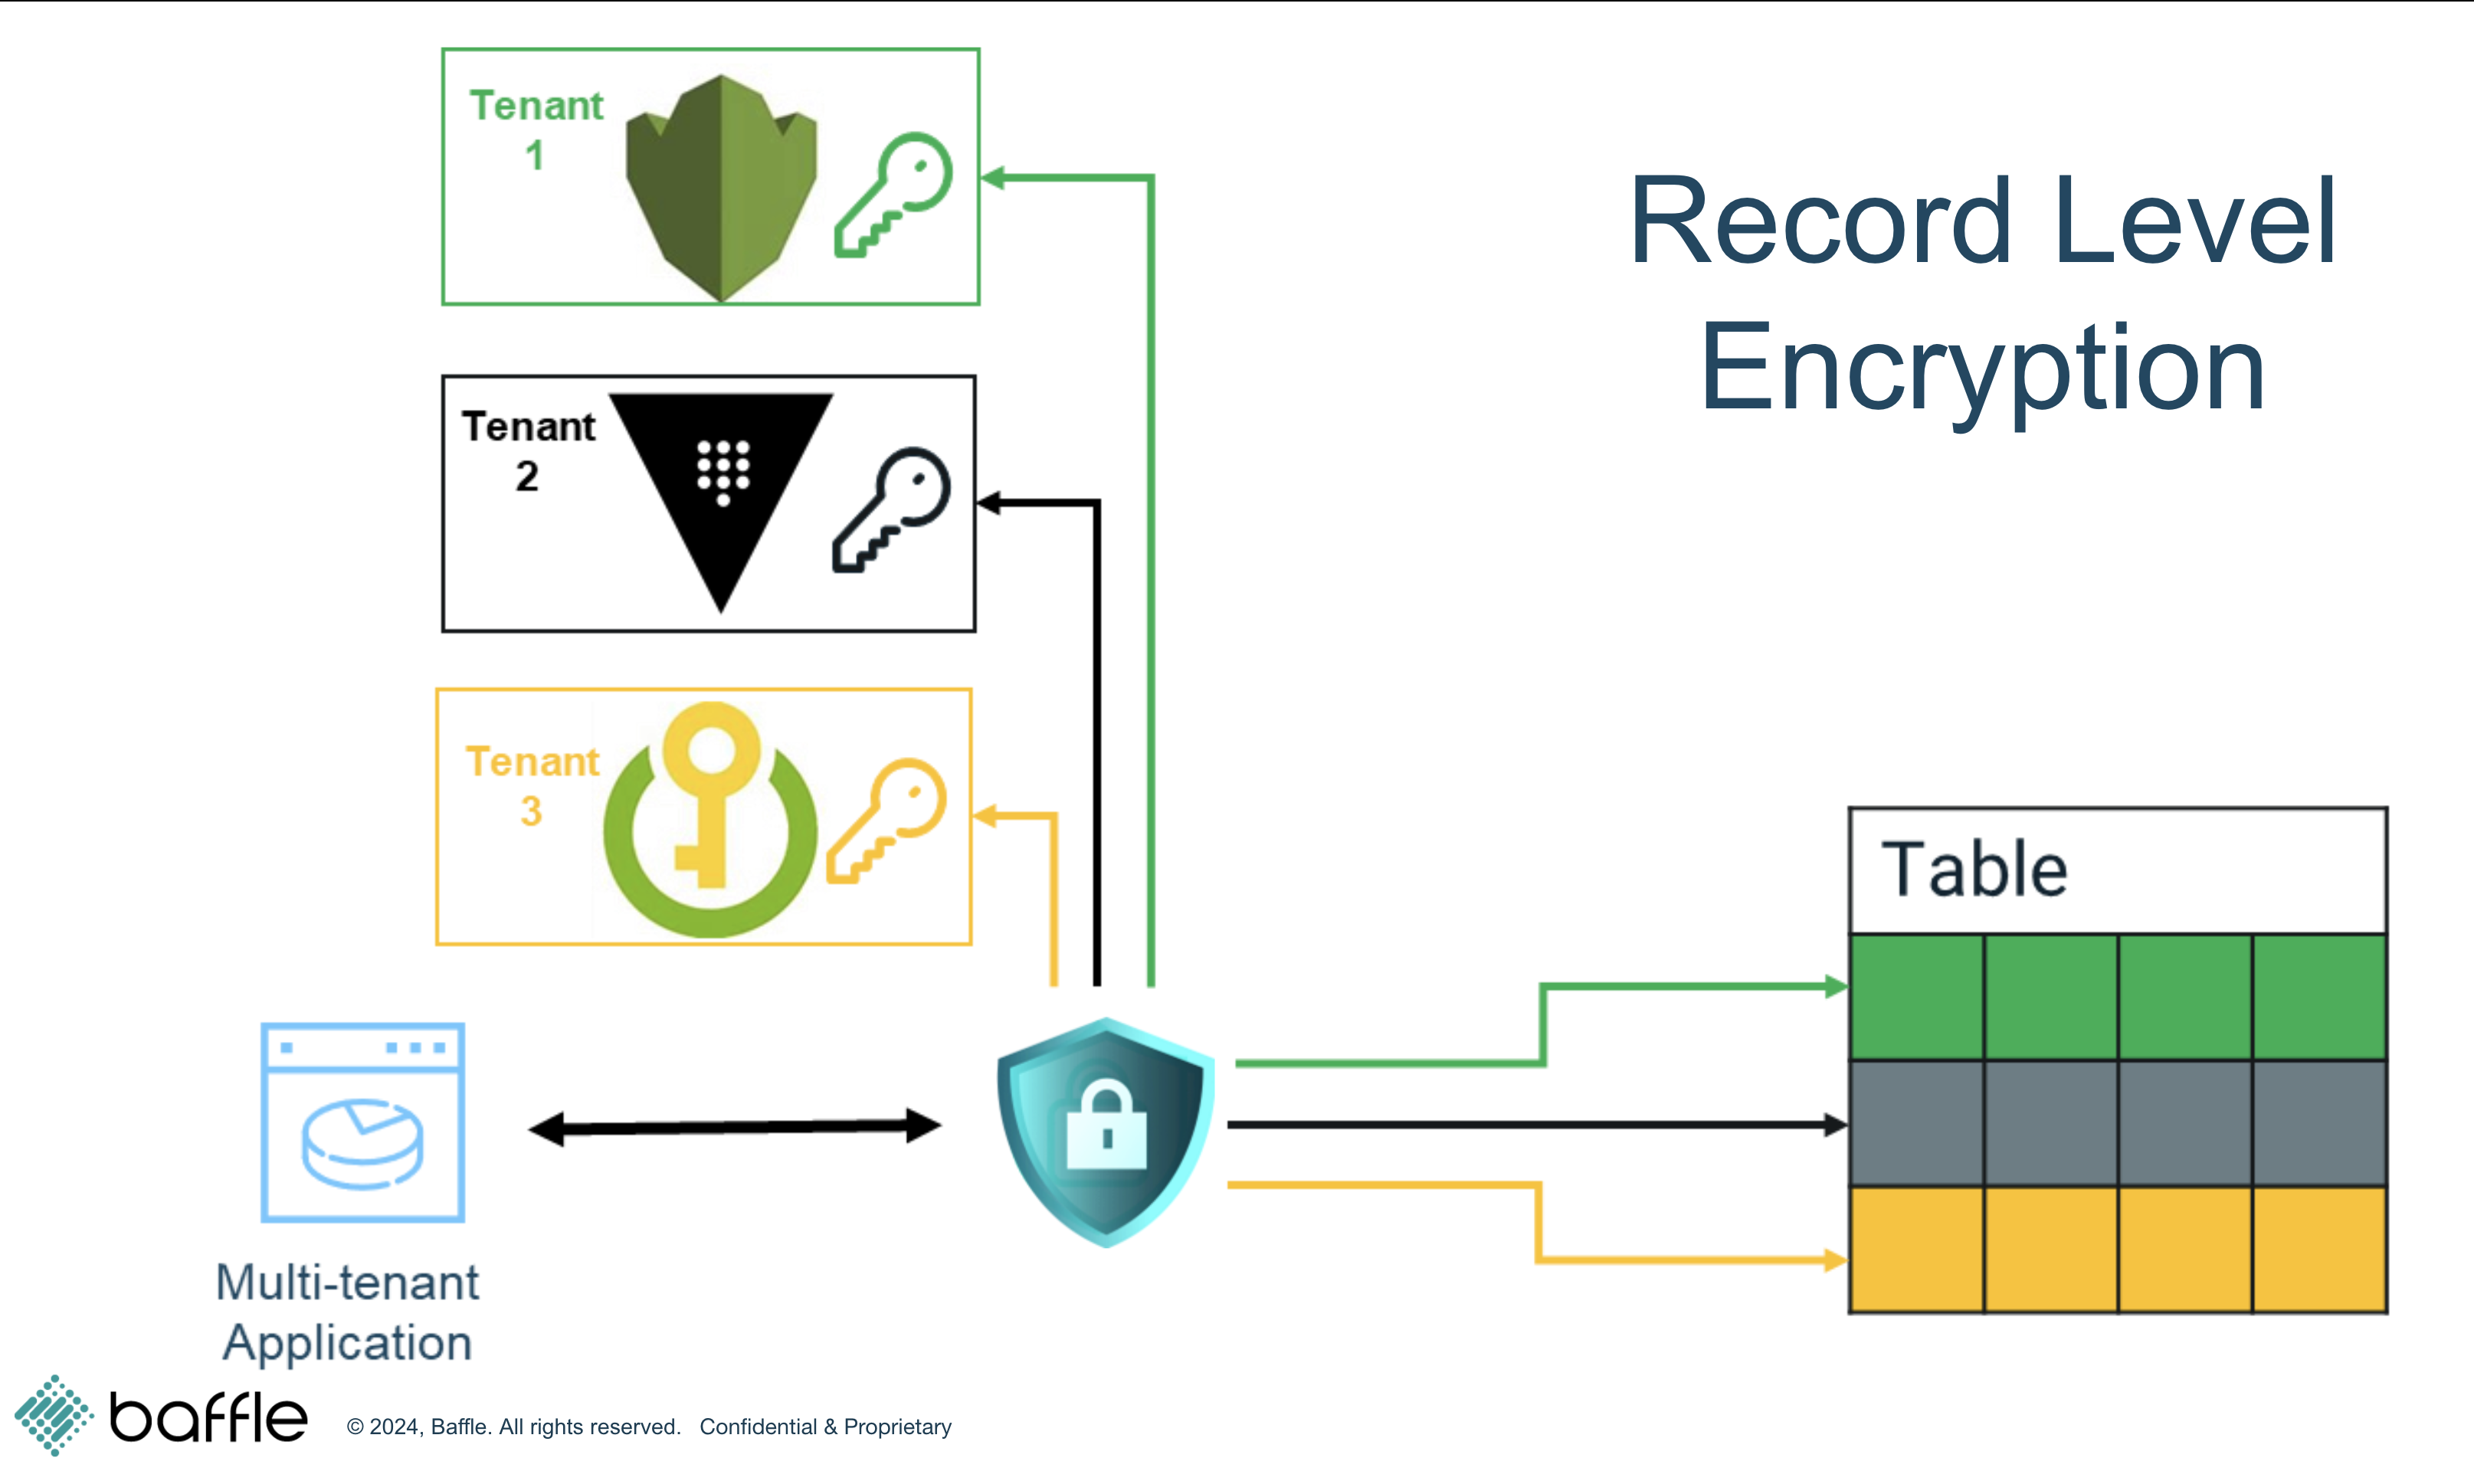 Record Level
Encryption
Tenant
1
Tenant
2
Tenant
3
Table
Multi-tenant
Application
baffle
© 2024, Baffle. All rights reserved. Confidential & Proprietary